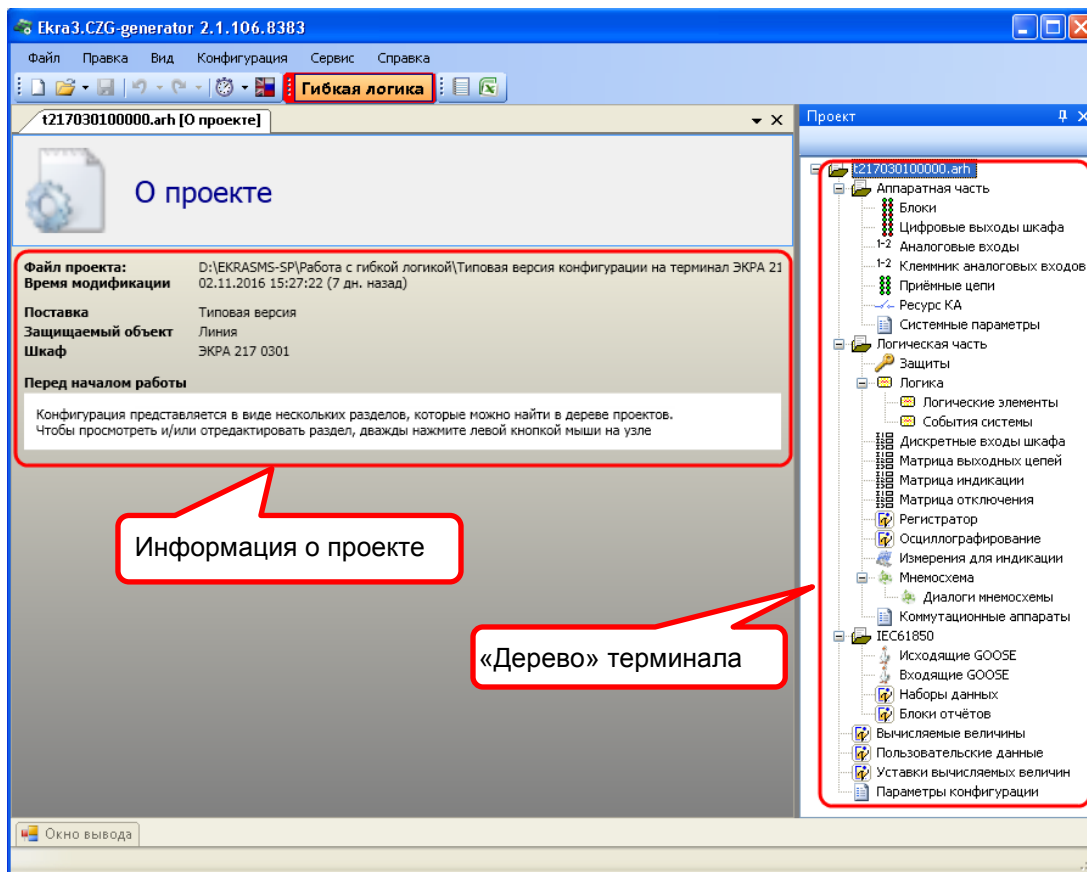 Ekra3.CZG-generator 2.1.106.8383
Файл Правка Вид Конфигурация Сервис Справка
Гибкая логика
t217030100000.arh [О проекте]
О проекте
Файл проекта: D:\EKRASMS-SP\Работа с гибкой логикой\Типовая версия конфигурации на терминал ЭКРА 21
Время модификации 02.11.2016 15:27:22 (7 дн. назад)
Поставка Типовая версия
Защищаемый объект Линия
Шкаф ЭКРА 217 0301
Перед началом работы
Конфигурация представляется в виде нескольких разделов, которые можно найти в дереве проектов.
Чтобы просмотреть и/или отредактировать раздел, дважды нажмите левой кнопкой мыши на узле
Информация о проекте
«Дерево» терминала
Проект
t217030100000.arh
Аппаратная часть
Блоки
Цифровые выходы шкафа
1-2 Аналоговые входы
1-2 Клеммник аналоговых входов
Приёмные цепи
Ресурс КА
Системные параметры
Логическая часть
Защиты
Логика
Логические элементы
События системы
Дискретные входы шкафа
Матрица выходных цепей
Матрица индикации
Матрица отключения
Регистратор
Осциллографирование
Измерения для индикации
Мнемосхема
Диалоги мнемосхемы
Коммутационные аппараты
IEC61850
Исходящие GOOSE
Входящие GOOSE
Наборы данных
Блоки отчётов
Вычисляемые величины
Пользовательские данные
Уставки вычисляемых величин
Параметры конфигурации
Окно вывода